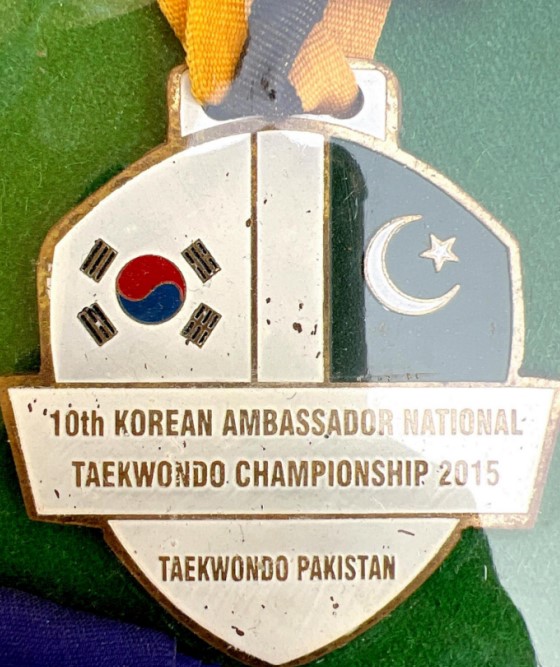 10th KOREAN AMBASSADOR NATIONAL
TAEKWONDO CHAMPIONSHIP 2015
TAEKWONDO PAKISTAN